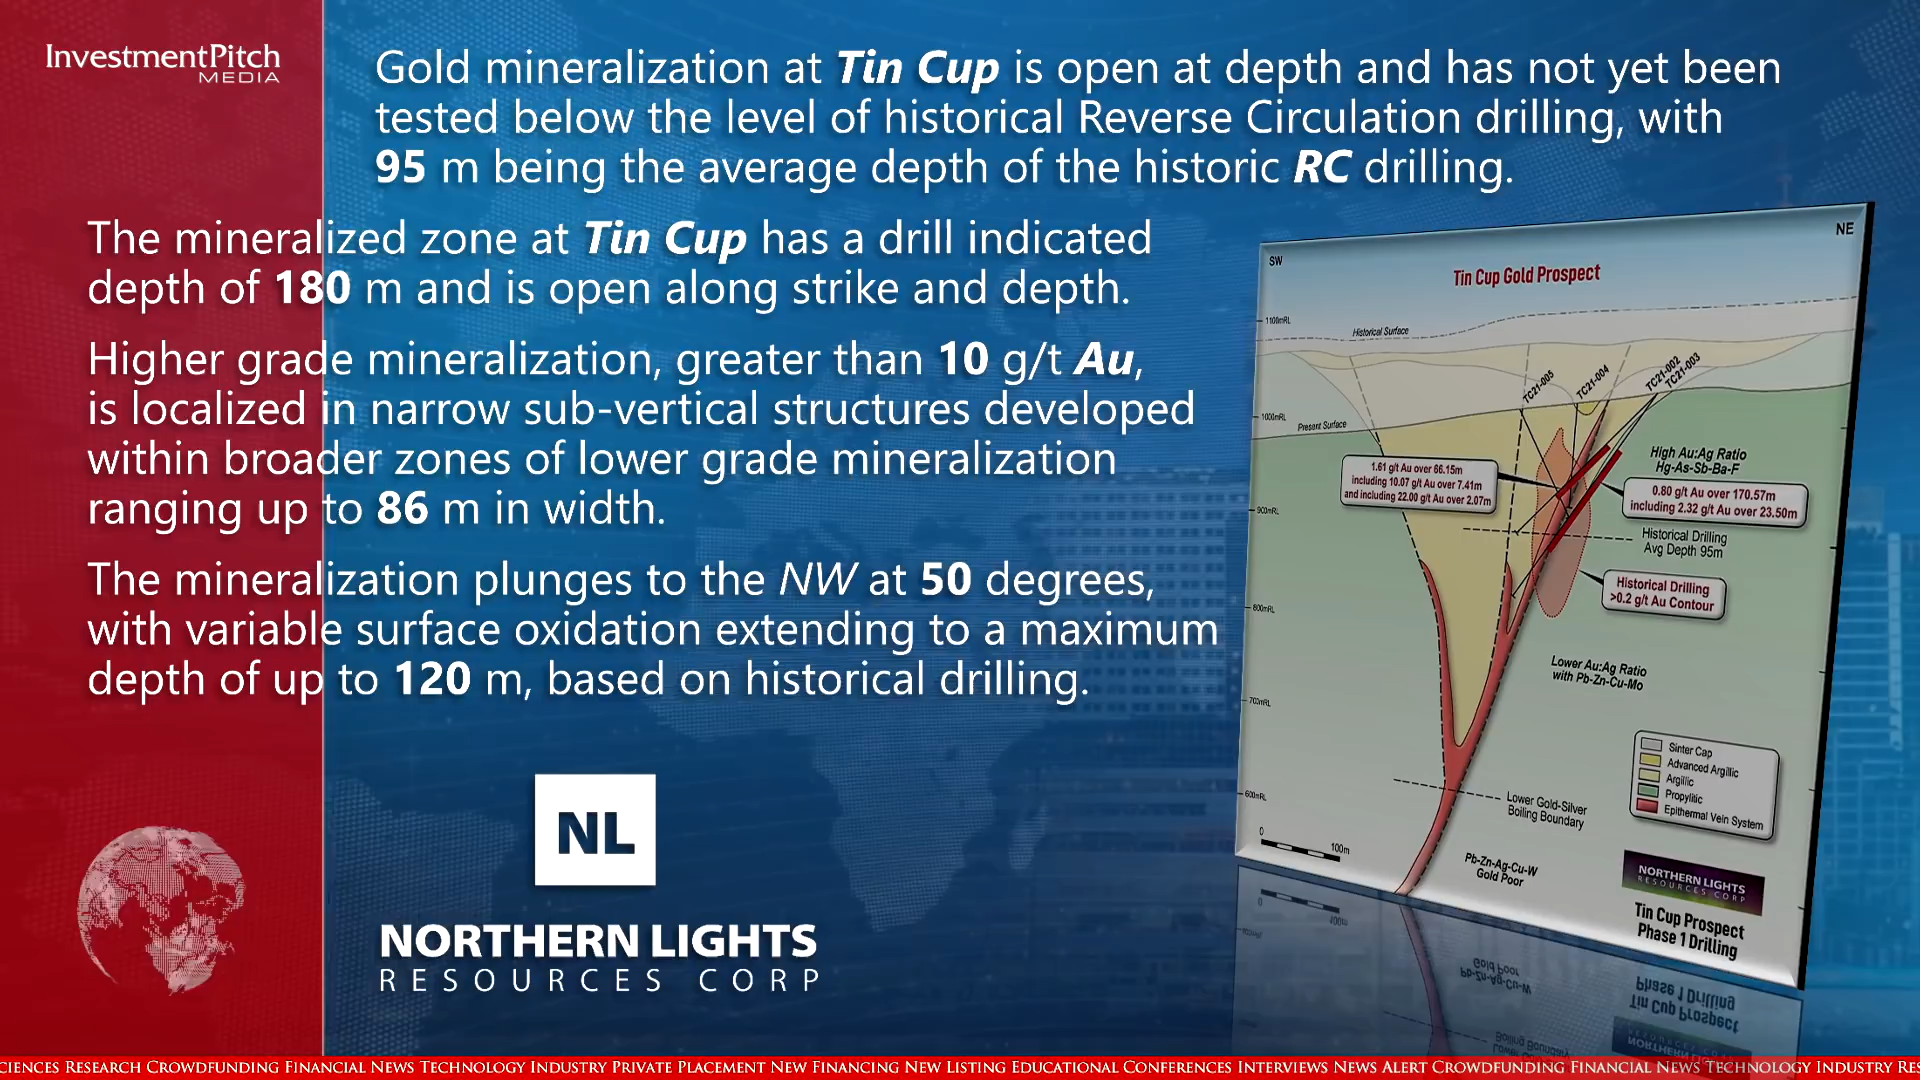 InvestmentPitch
MEDIA
Gold mineralization at Tin Cup is open at depth and has not yet been
tested below the level of historical Reverse Circulation drilling, with
95 m being the average depth of the historic RC drilling.
The mineralized zone at Tin Cup has a drill indicated
depth of 180 m and is open along strike and depth.
Higher grade mineralization, greater than 10 g/t Au,
is localized in narrow sub-vertical structures developed
within broader zones of lower grade mineralization
ranging up to 86 m in width.
The mineralization plunges to the NW at 50 degrees,
with variable surface oxidation extending to a maximum
depth of up to 120 m, based on historical drilling.
NL
NORTHERN LIGHTS
RESOURCES CORP
SW
NE
Tin Cup Gold Prospect
1100mRL
Historical Surface
TC21-005
TC21-004
TC21-002
TC21-003
1000mRL
Present Surface
High Au:Ag Ratio
Hg-As-Sb-Ba-F
1.61 g/t Au over 66.15m
including 10.07 g/t Au over 7.41m
and including 22.00 g/t Au over 2.07m
0.80 g/t Au over 170.57m
including 2.32 g/t Au over 23.50m
900mRL
Historical Drilling
Avg Depth 95m
Historical Drilling
>0.2 g/t Au Contour
800mRL
Lower Au:Ag Ratio
with Pb-Zn-Cu-Mo
700mRL
Sinter Cap
Advanced Argillic
Argillic
Propylitic
Epithermal Vein System
600mRL
Lower Gold-Silver
Boiling Boundary
0
100m
Pb-Zn-Ag-Cu-W
Gold Poor
NORTHERN LIGHTS
RESOURCES CORP
Tin Cup Prospect
Phase 1 Drilling
CIENCES RESEARCH CROWDFUNDING FINANCIAL NEWS TECHNOLOGY INDUSTRY PRIVATE PLACEMENT NEW FINANCING NEW LISTING EDUCATIONAL CONFERENCES INTERVIEWS NEWS ALERT CROWDFUNDING FINANCIAL NEWS TECHNOLOGY INDUSTRY RES